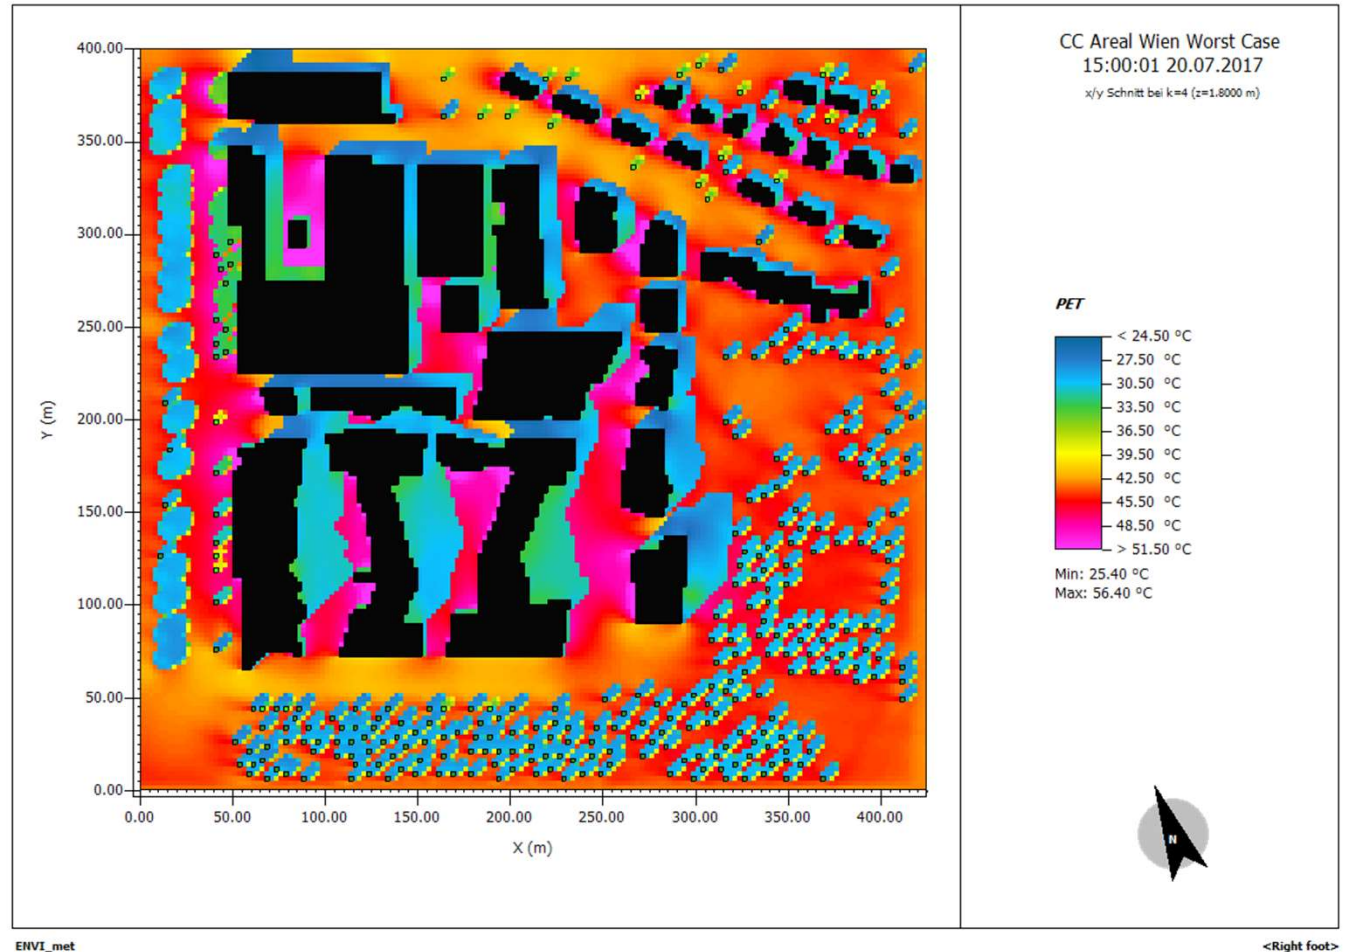 CC Areal Wien Worst Case
15:00:01 20.07.2017
x/y Schnitt bei k=4 (z=1.8000 m)
400.00
350.00
300.00
250.00
200.00
150.00
100.00
50.00
0.00
Y (m)
0.00 50.00 100.00 150.00 200.00 250.00 300.00 350.00 400.00
X (m)
PET
< 24.50 °C
27.50 °C
30.50 °C
33.50 °C
36.50 °C
39.50 °C
42.50 °C
45.50 °C
48.50 °C
> 51.50 °C
Min: 25.40 °C
Max: 56.40 °C
N
ENVI_met <Right foot>